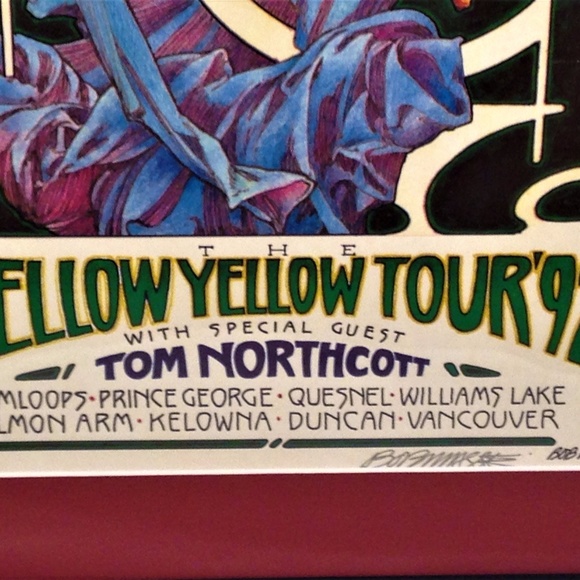 THE
ELLOW YELLOW TOUR '9
WITH SPECIAL GUEST
TOM NORTHCOTT
MLOOPS • PRINCE GEORGE • QUESNEL • WILLIAMS LAKE
LMON ARM • KELOWNA • DUNCAN • VANCOUVER
BOB